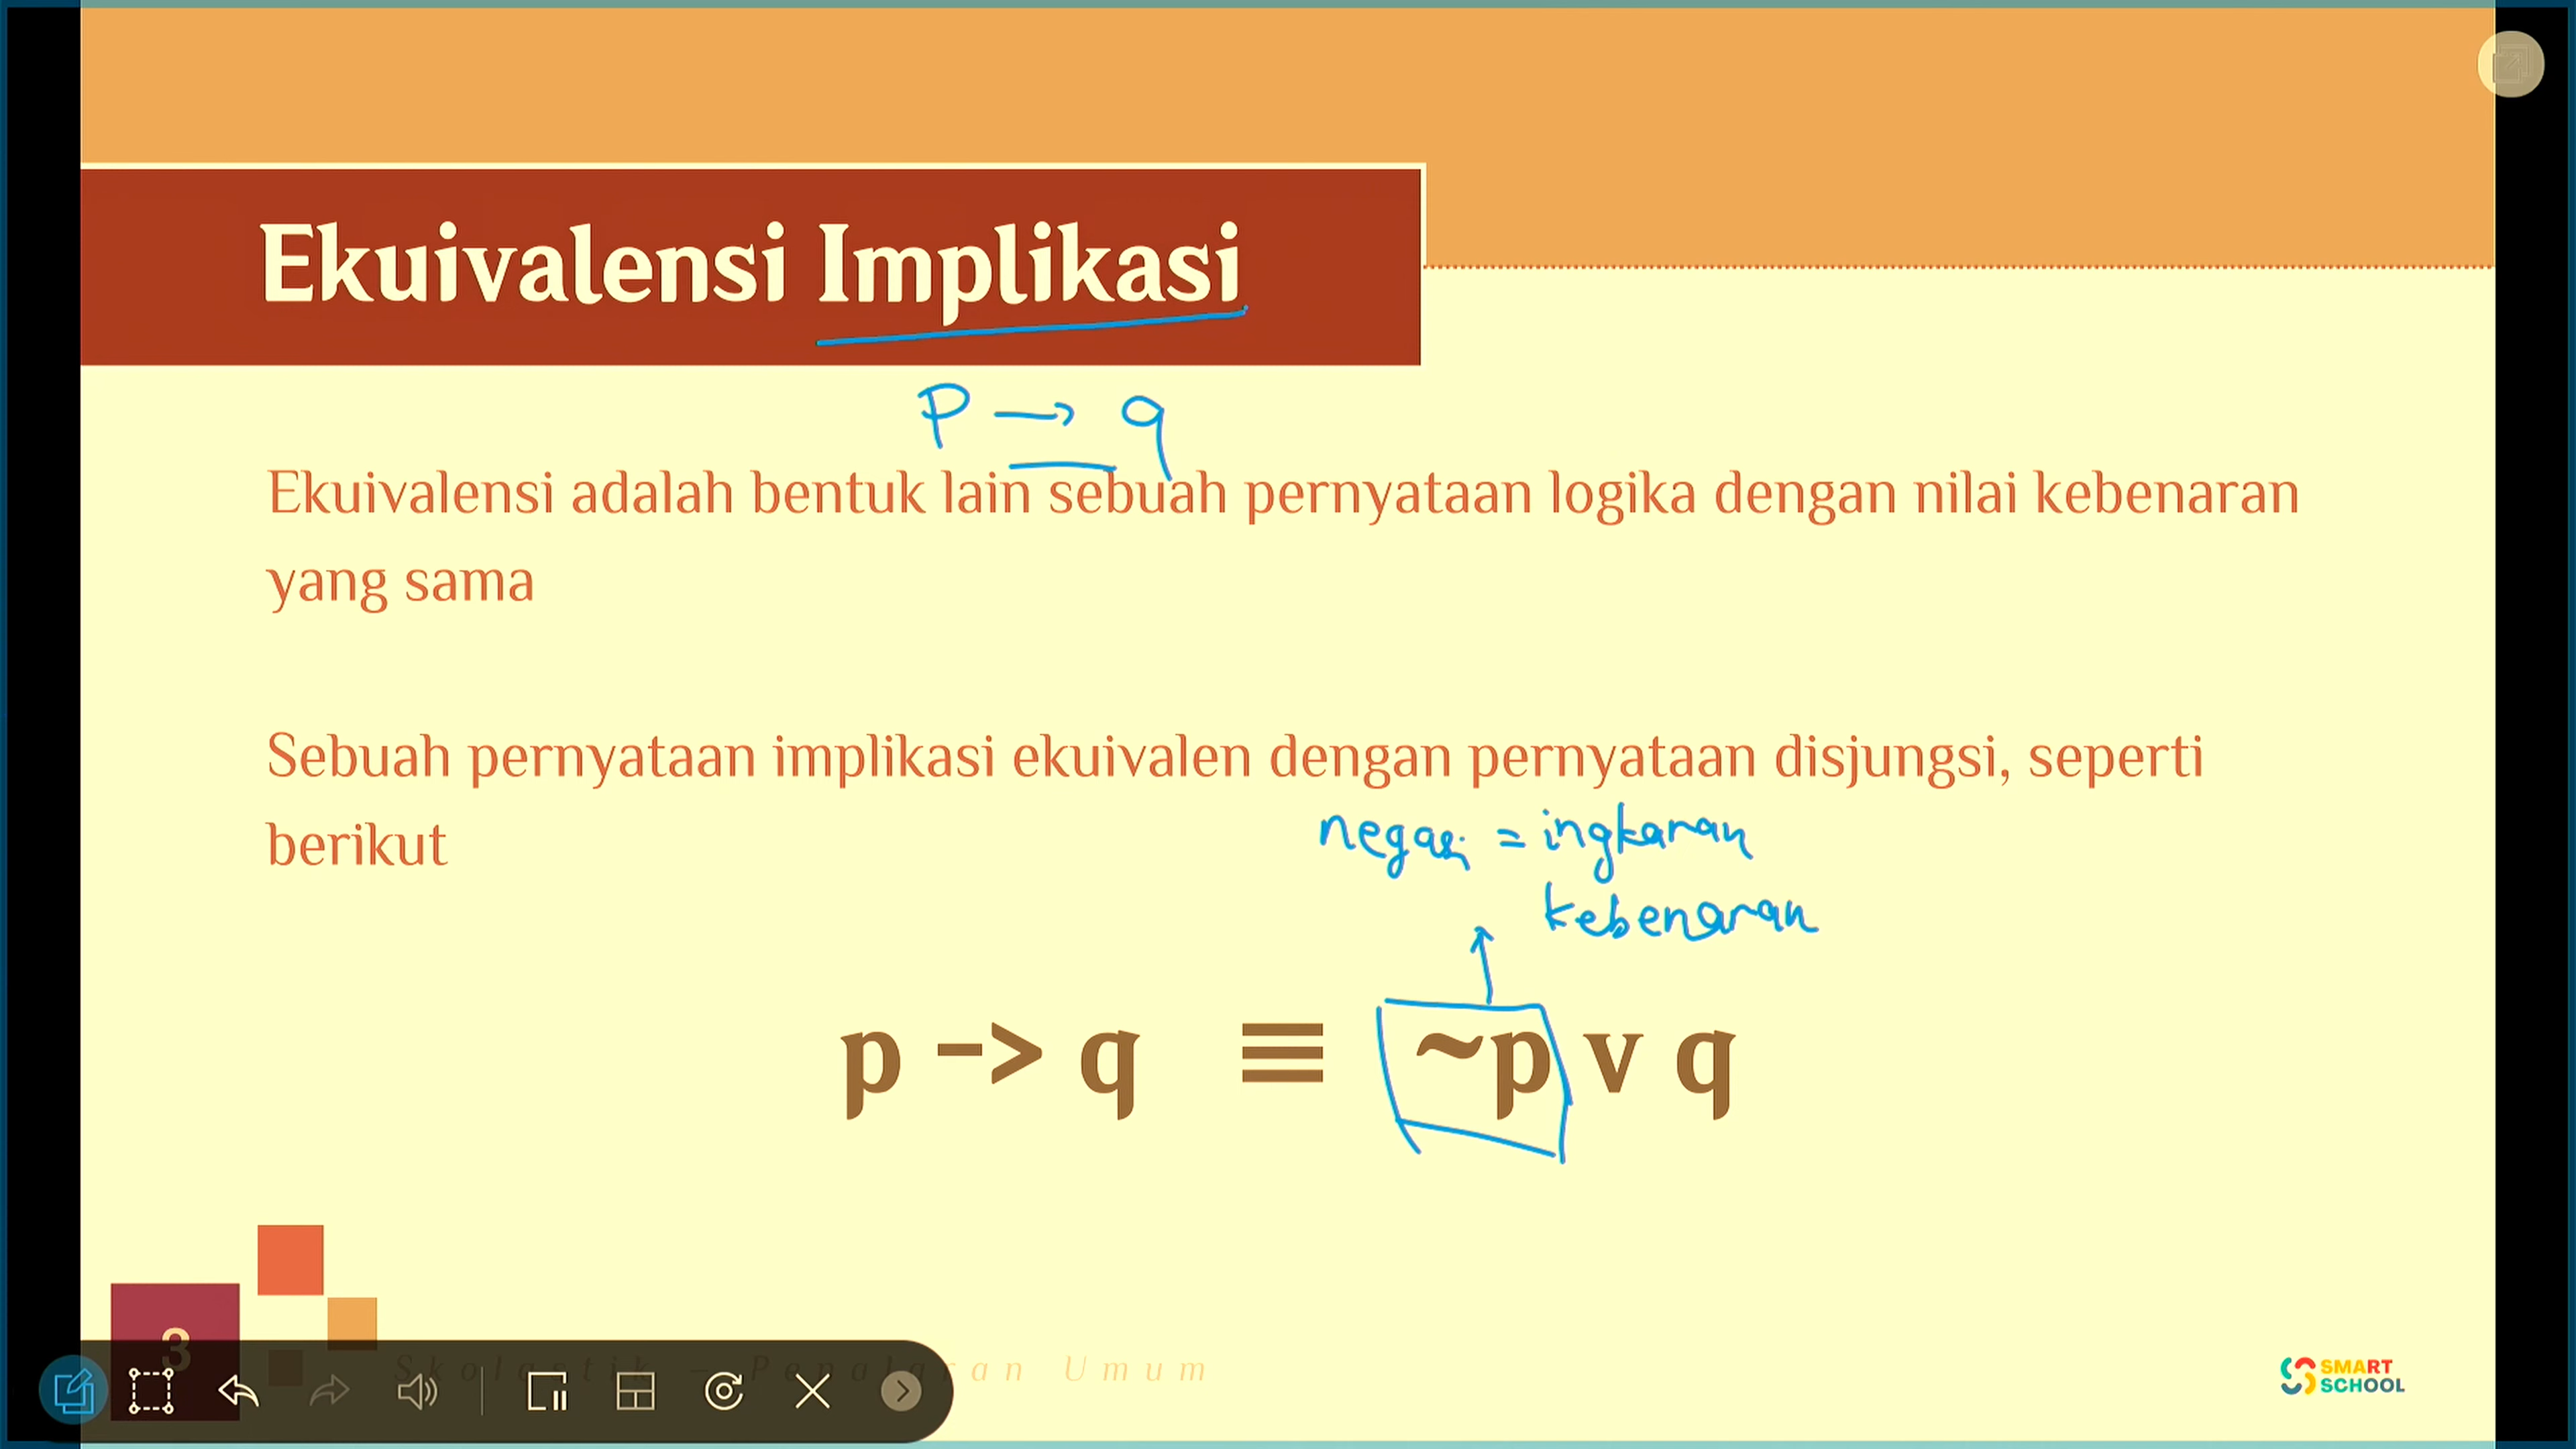 Ekuivalensi Implikasi
p → q
Ekuivalensi adalah bentuk lain sebuah pernyataan logika dengan nilai kebenaran
yang sama
Sebuah pernyataan implikasi ekuivalen dengan pernyataan disjungsi, seperti
berikut
negasi = ingkaran
kebenaran
p -> q ≡ ~p v q
3
Skolastik – Penalaran Umum
SMART
SCHOOL